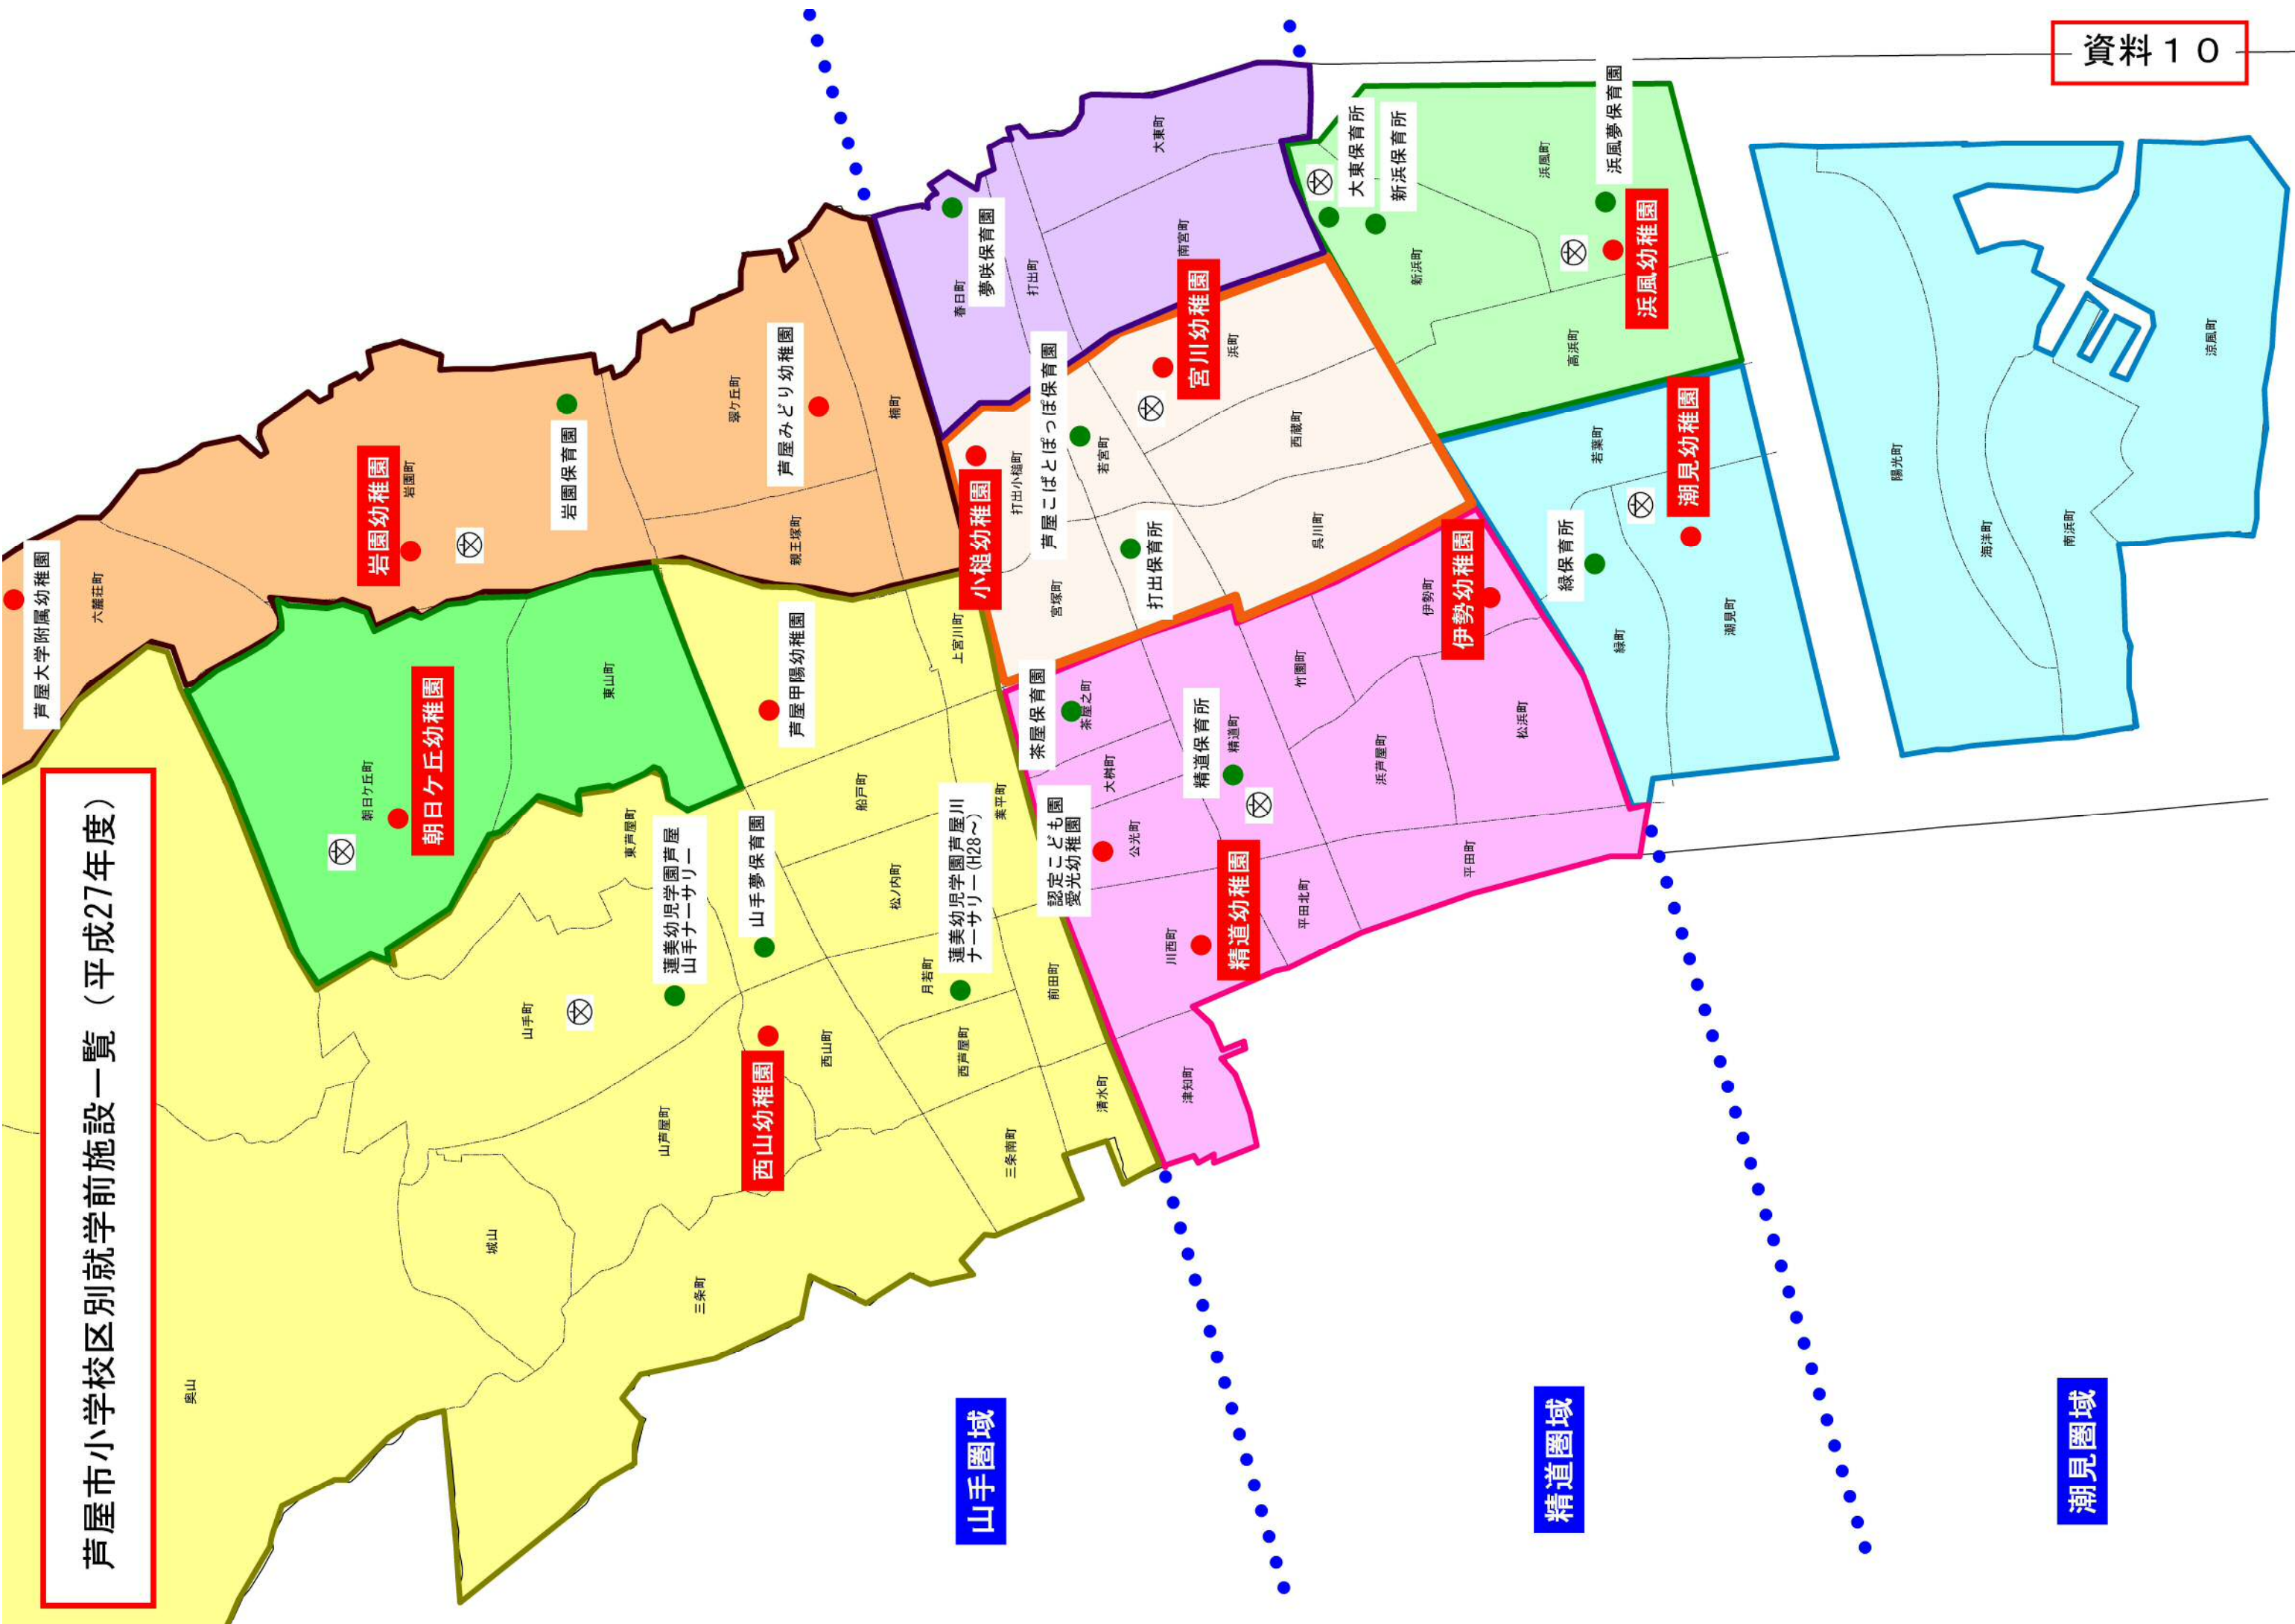 資料１０
芦屋市小学校区別就学前施設一覧（平成27年度）
芦屋大学附属幼稚園
六麓荘町
岩園幼稚園
岩園町
岩園保育園
翠ケ丘町
芦屋みどり幼稚園
楠町
親王塚町
朝日ケ丘町
朝日ケ丘幼稚園
東山町
芦屋甲陽幼稚園
上宮川町
東芦屋町
船戸町
業平町
蓮美幼児学園芦屋
山手ナーサリー
山手夢保育園
松ノ内町
蓮美幼児学園芦屋川
ナーサリー(H28～)
月若町
前田町
山手町
西山幼稚園
西山町
西芦屋町
清水町
山芦屋町
三条南町
城山
三条町
奥山
大東町
夢咲保育園
春日町
打出町
南宮町
小槌幼稚園
打出小槌町
芦屋こばとぽっぽ保育園
若宮町
宮川幼稚園
浜町
西蔵町
呉川町
宮塚町
打出保育所
茶屋保育園
茶屋之町
大桝町
精道保育所
精道町
竹園町
伊勢町
伊勢幼稚園
認定こども園
愛光幼稚園
公光町
浜芦屋町
松浜町
精道幼稚園
川西町
平田北町
平田町
津知町
大東保育所
新浜保育所
浜風町
浜風夢保育園
浜風幼稚園
新浜町
高浜町
若葉町
潮見幼稚園
緑保育所
緑町
潮見町
陽光町
海洋町
南浜町
涼風町
山手圏域
精道圏域
潮見圏域